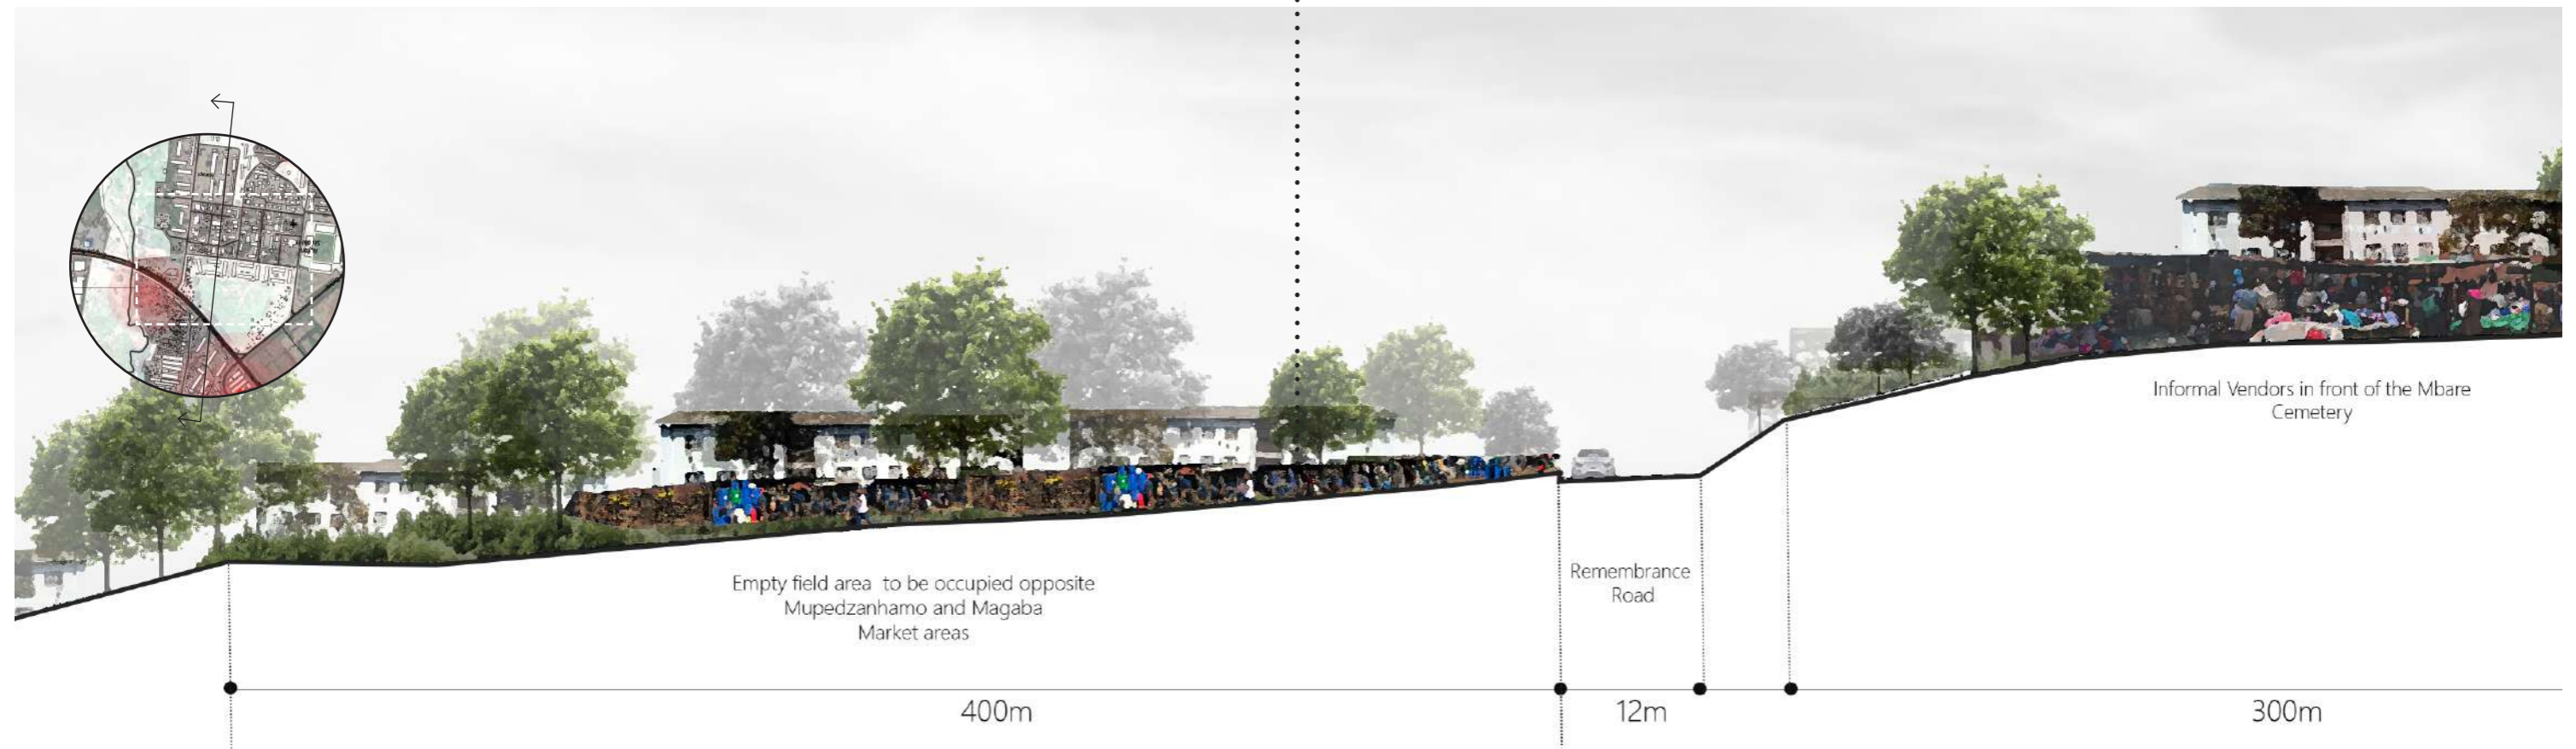 Empty field area to be occupied opposite
Mupedzanhamo and Magaba
Market areas
Remembrance
Road
Informal Vendors in front of the Mbare
Cemetery
400m
12m
300m